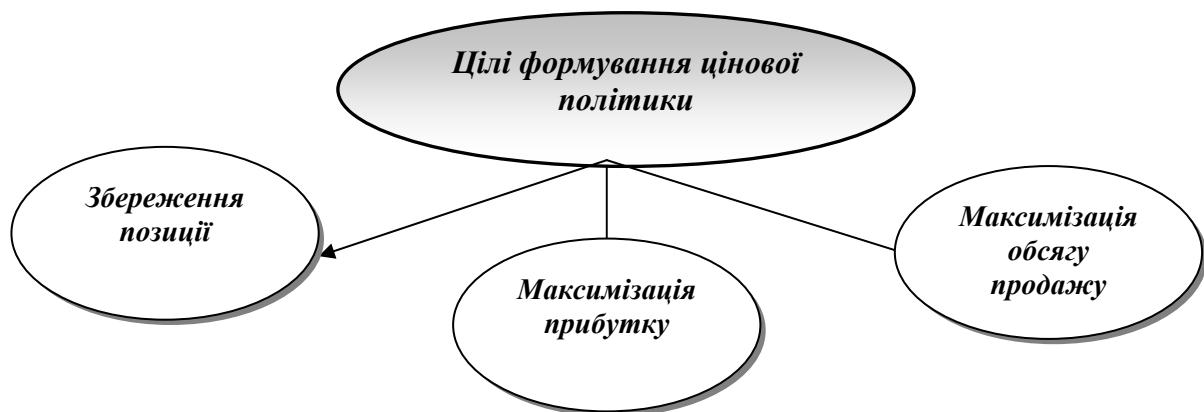 Цілі формування цінової
політики
Збереження
позиції
Максимізація
прибутку
Максимізація
обсягу
продажу